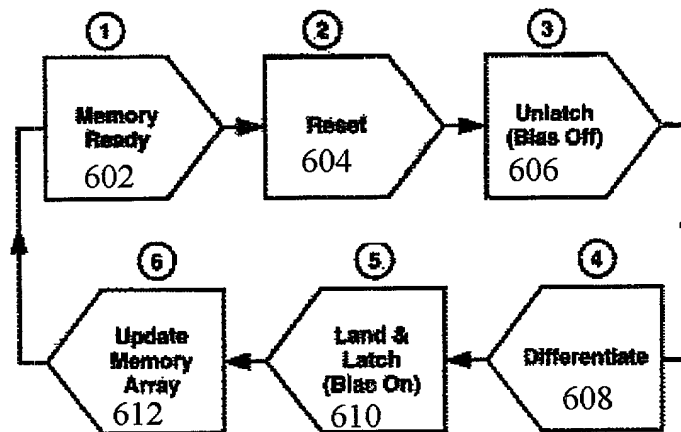 1
Memory
Ready
602
2
Reset
604
3
Unlatch
(Bias Off)
606
4
Differentiate
608
5
Land &
Latch
(Bias On)
610
6
Update
Memory
Array
612